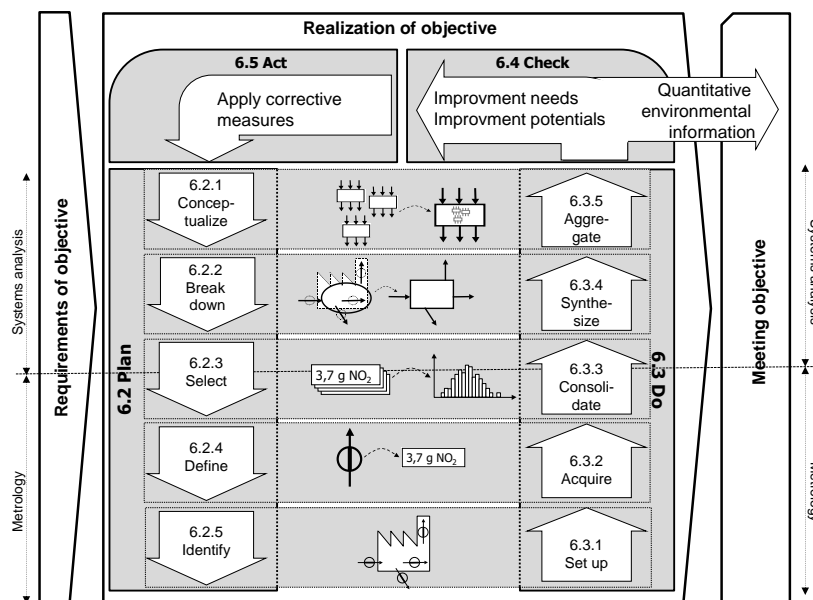 Realization of objective
6.5 Act
6.4 Check
Apply corrective
measures
Improvment needs
Improvment potentials
Quantitative
environmental
information
Requirements of objective
Meeting objective
Systems analysis
Metrology
Systems analysis
Metrology
6.2 Plan
6.3 Do
6.2.1
Concep-
tualize
6.3.5
Aggre-
gate
6.2.2
Break
down
6.3.4
Synthe-
size
6.2.3
Select
3,7 g NO₂
6.3.3
Consoli-
date
6.2.4
Define
3,7 g NO₂
6.3.2
Acquire
6.2.5
Identify
6.3.1
Set up